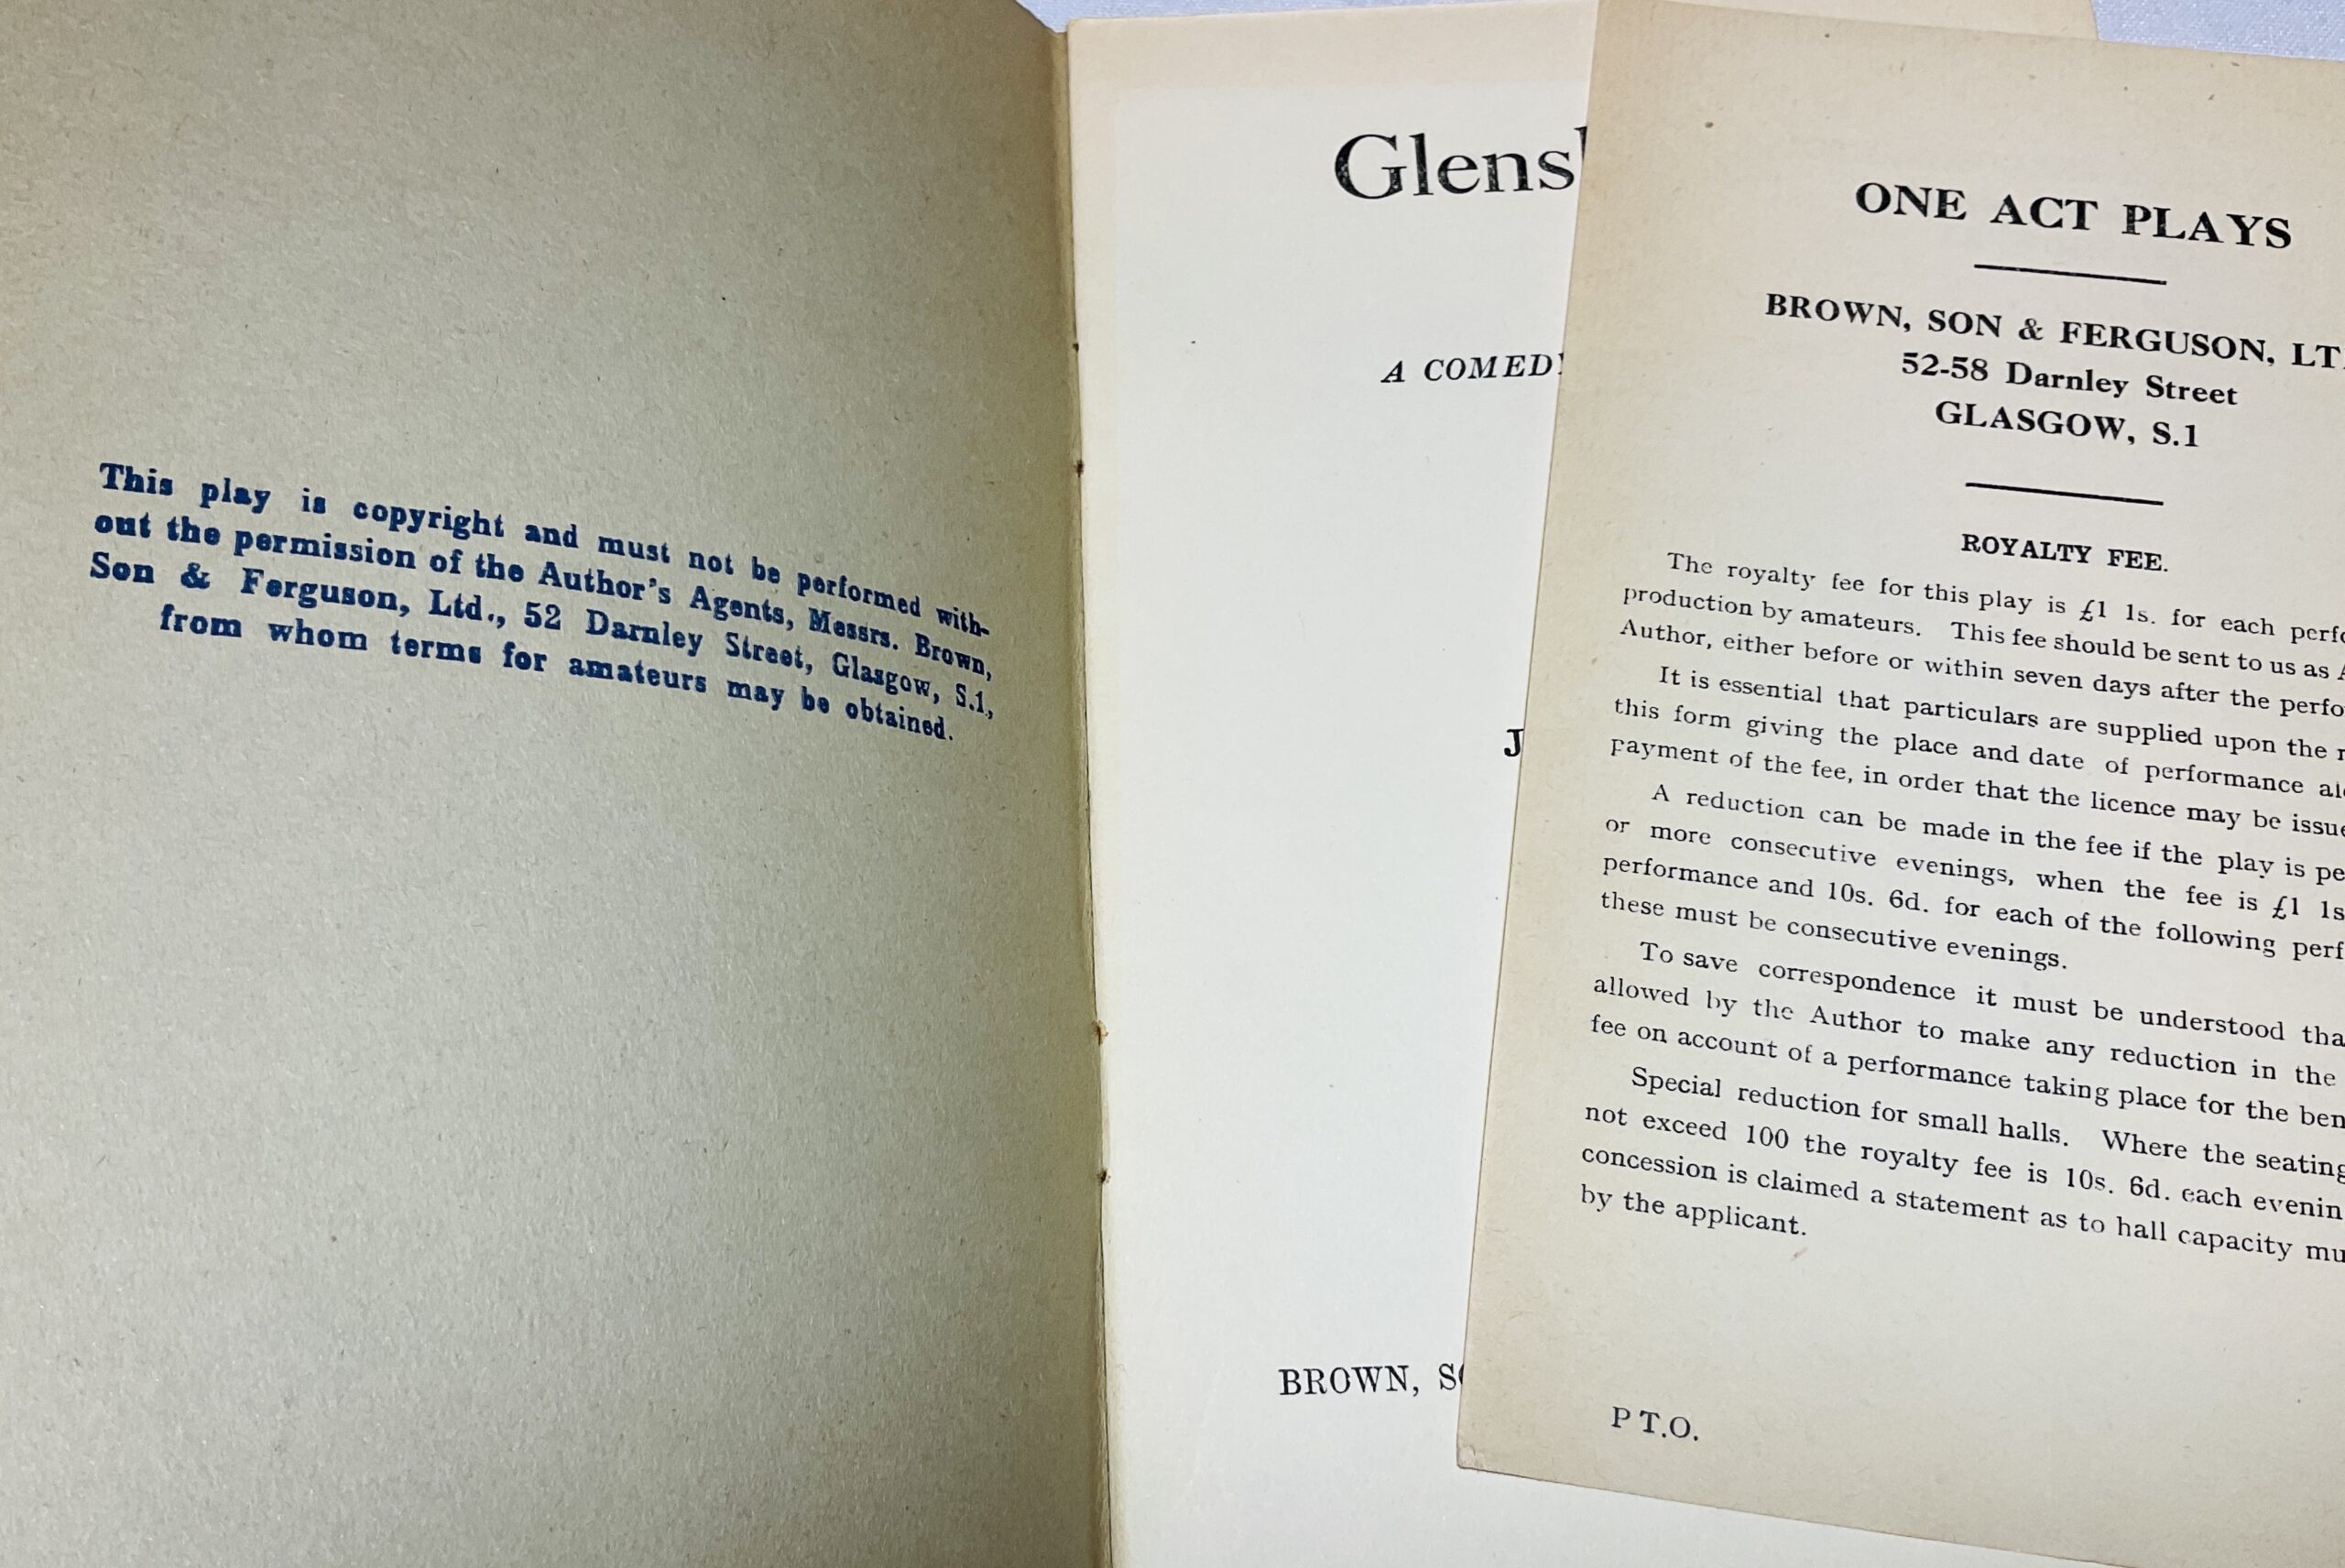 This play is copyright and must not be performed with-
out the permission of the Author's Agents, Messrs. Brown,
Son & Ferguson, Ltd., 52 Darnley Street, Glasgow, S.1,
from whom terms for amateurs may be obtained.
A COMEDY
BROWN,
ONE ACT PLAYS
BROWN, SON & FERGUSON,
52-58 Darnley Street
GLASGOW, S.1
ROYALTY FEE.
The royalty fee for this play is £1 1s. for each
production by amateurs. This fee should be sent to us as
Author, either before or within seven days after the
It is essential that particulars are supplied upon the
this form giving the place and date of performance
payment of the fee, in order that the licence may be
A reduction can be made in the fee if the play is
or more consecutive evenings, when the fee is £1 1s
performance and 10s. 6d. for each of the following
these must be consecutive evenings.
To save correspondence it must be understood
allowed by the Author to make any reduction in the
fee on account of a performance taking place for the
Special reduction for small halls. Where the seating
not exceed 100 the royalty fee is 10s. 6d. each
concession is claimed a statement as to hall capacity
by the applicant.
P T.O.